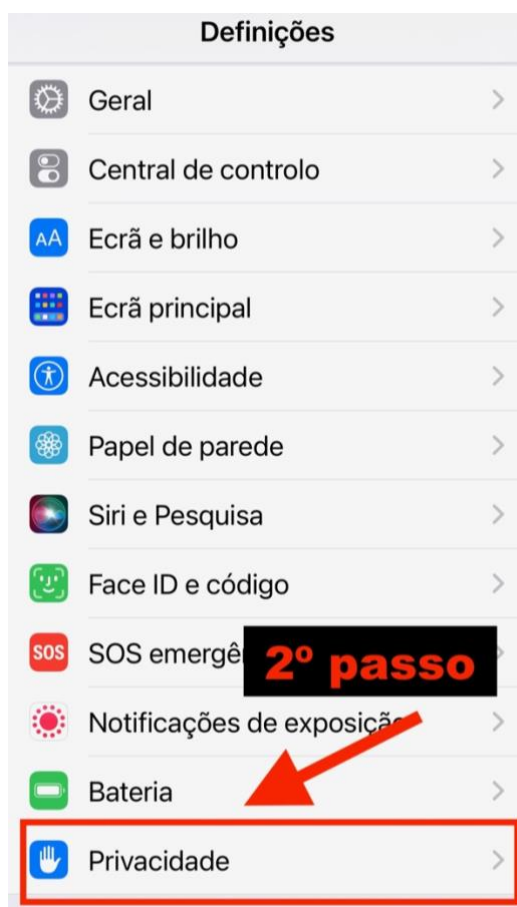 Definições
Geral
Central de controlo
AA Ecrã e brilho
Ecrã principal
Acessibilidade
Papel de parede
Siri e Pesquisa
Face ID e código
SOS SOS
2º passo
Notificações de exposição
Bateria
Privacidade